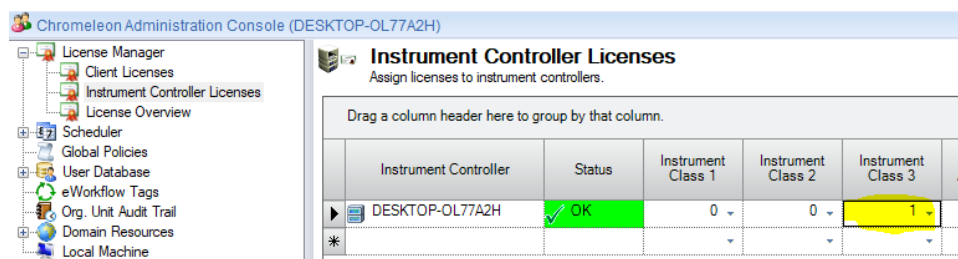 Chromeleon Administration Console (DESKTOP-OL77A2H)
License Manager
Client Licenses
Instrument Controller Licenses
License Overview
Scheduler
Global Policies
User Database
eWorkflow Tags
Org. Unit Audit Trail
Domain Resources
Local Machine
Instrument Controller Licenses
Assign licenses to instrument controllers.
Drag a column header here to group by that column.
Instrument Controller Status Instrument Class 1 Instrument Class 2 Instrument Class 3
DESKTOP-OL77A2H OK 0 0 1